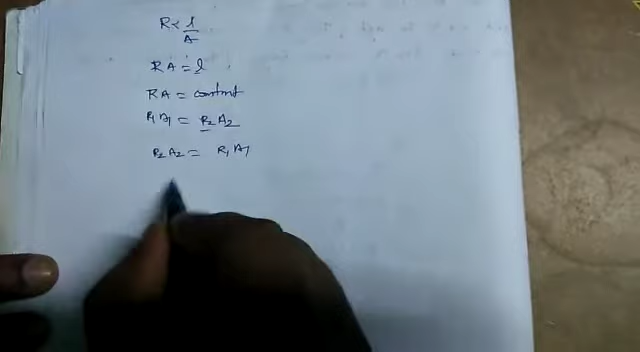 R ∝ l/A
RA = l
RA = constant
R₁A₁ = R₂A₂
R₂A₂ = R₁A₁